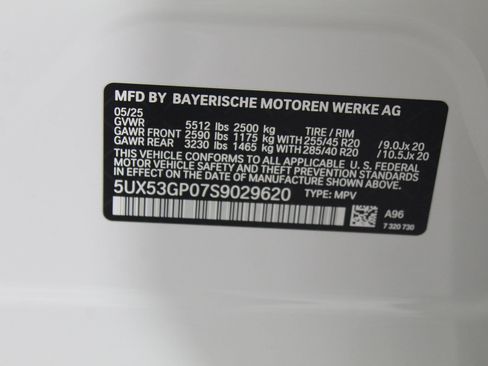 MFD BY BAYERISCHE MOTOREN WERKE AG
05/25
GVWR 5512 lbs 2500 kg TIRE / RIM
GAWR FRONT 2590 lbs 1175 kg WITH 255/45 R20 / 9.0Jx 20
GAWR REAR 3230 lbs 1465 kg WITH 285/40 R20 / 10.5Jx 20
THIS VEHICLE CONFORMS TO ALL APPLICABLE U. S. FEDERAL
MOTOR VEHICLE SAFETY, BUMPER, AND THEFT PREVENTION
STANDARDS IN EFFECT ON THE DATE OF MANUFACTURE SHOWN ABOVE.
5UX53GP07S9029620 TYPE: MPV
A96
7 320 730